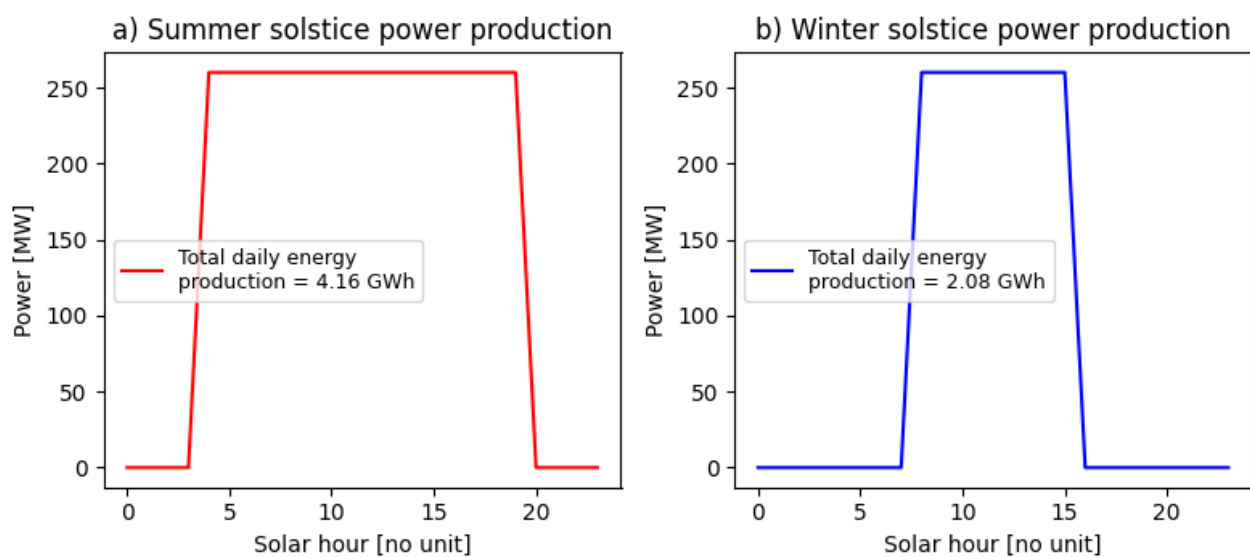 a) Summer solstice power production
250
200
150
100
50
0
Power [MW]
Total daily energy
production = 4.16 GWh
0 5 10 15 20
Solar hour [no unit]
b) Winter solstice power production
250
200
150
100
50
0
Power [MW]
Total daily energy
production = 2.08 GWh
0 5 10 15 20
Solar hour [no unit]